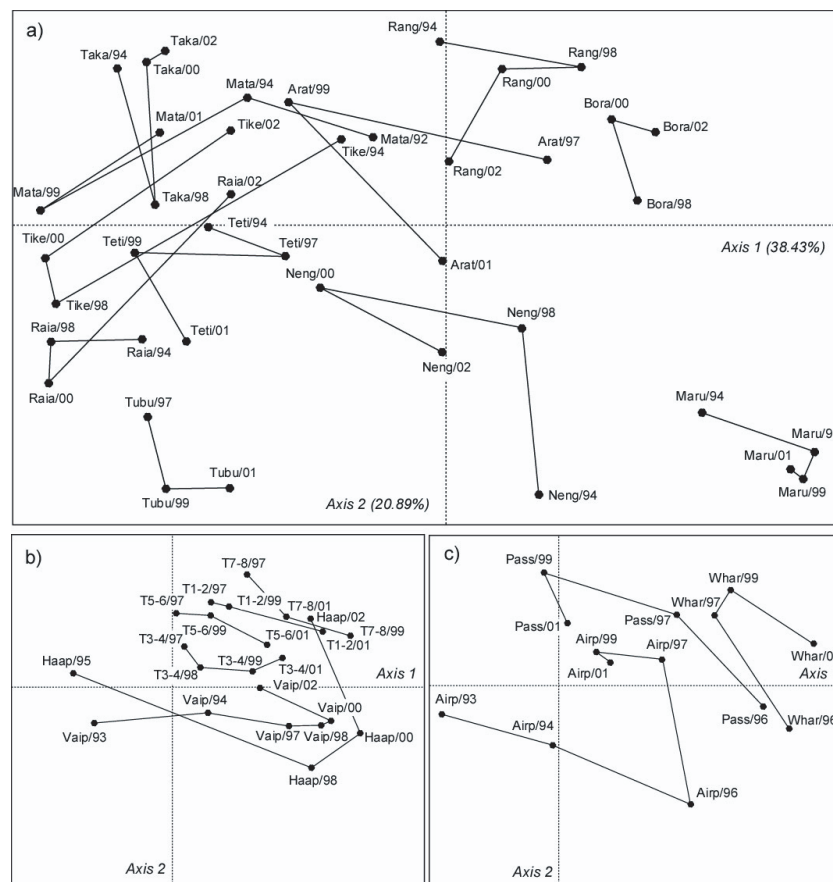 a)
Taka/02
Taka/94
Taka/00
Rang/94
Rang/98
Rang/00
Mata/94
Arat/99
Mata/01
Tike/02
Mata/92
Tike/94
Bora/00
Bora/02
Arat/97
Rang/02
Mata/99
Taka/98
Raia/02
Bora/98
Tike/00
Teti/99
Teti/94
Teti/97
Axis 1 (38.43%)
Arat/01
Neng/00
Tike/98
Neng/98
Raia/98
Raia/94
Teti/01
Neng/02
Raia/00
Tubu/97
Maru/94
Maru/9
Maru/01
Maru/99
Tubu/01
Tubu/99
Neng/94
Axis 2 (20.89%)
b)
T7-8/97
T1-2/97
T5-6/97
T1-2/99
T7-8/01
Haap/02
T5-6/99
T5-6/01
T1-2/01
T7-8/99
T3-4/97
Haap/95
T3-4/98
T3-4/99
T3-4/01
Axis 1
Vaip/02
Vaip/94
Vaip/00
Vaip/93
Vaip/97
Vaip/98
Haap/00
Haap/98
Axis 2
c)
Pass/99
Whar/99
Pass/97
Whar/97
Pass/01
Airp/99
Airp/97
Airp/01
Whar/0
Axis
Airp/93
Pass/96
Whar/96
Airp/94
Airp/96
Axis 2